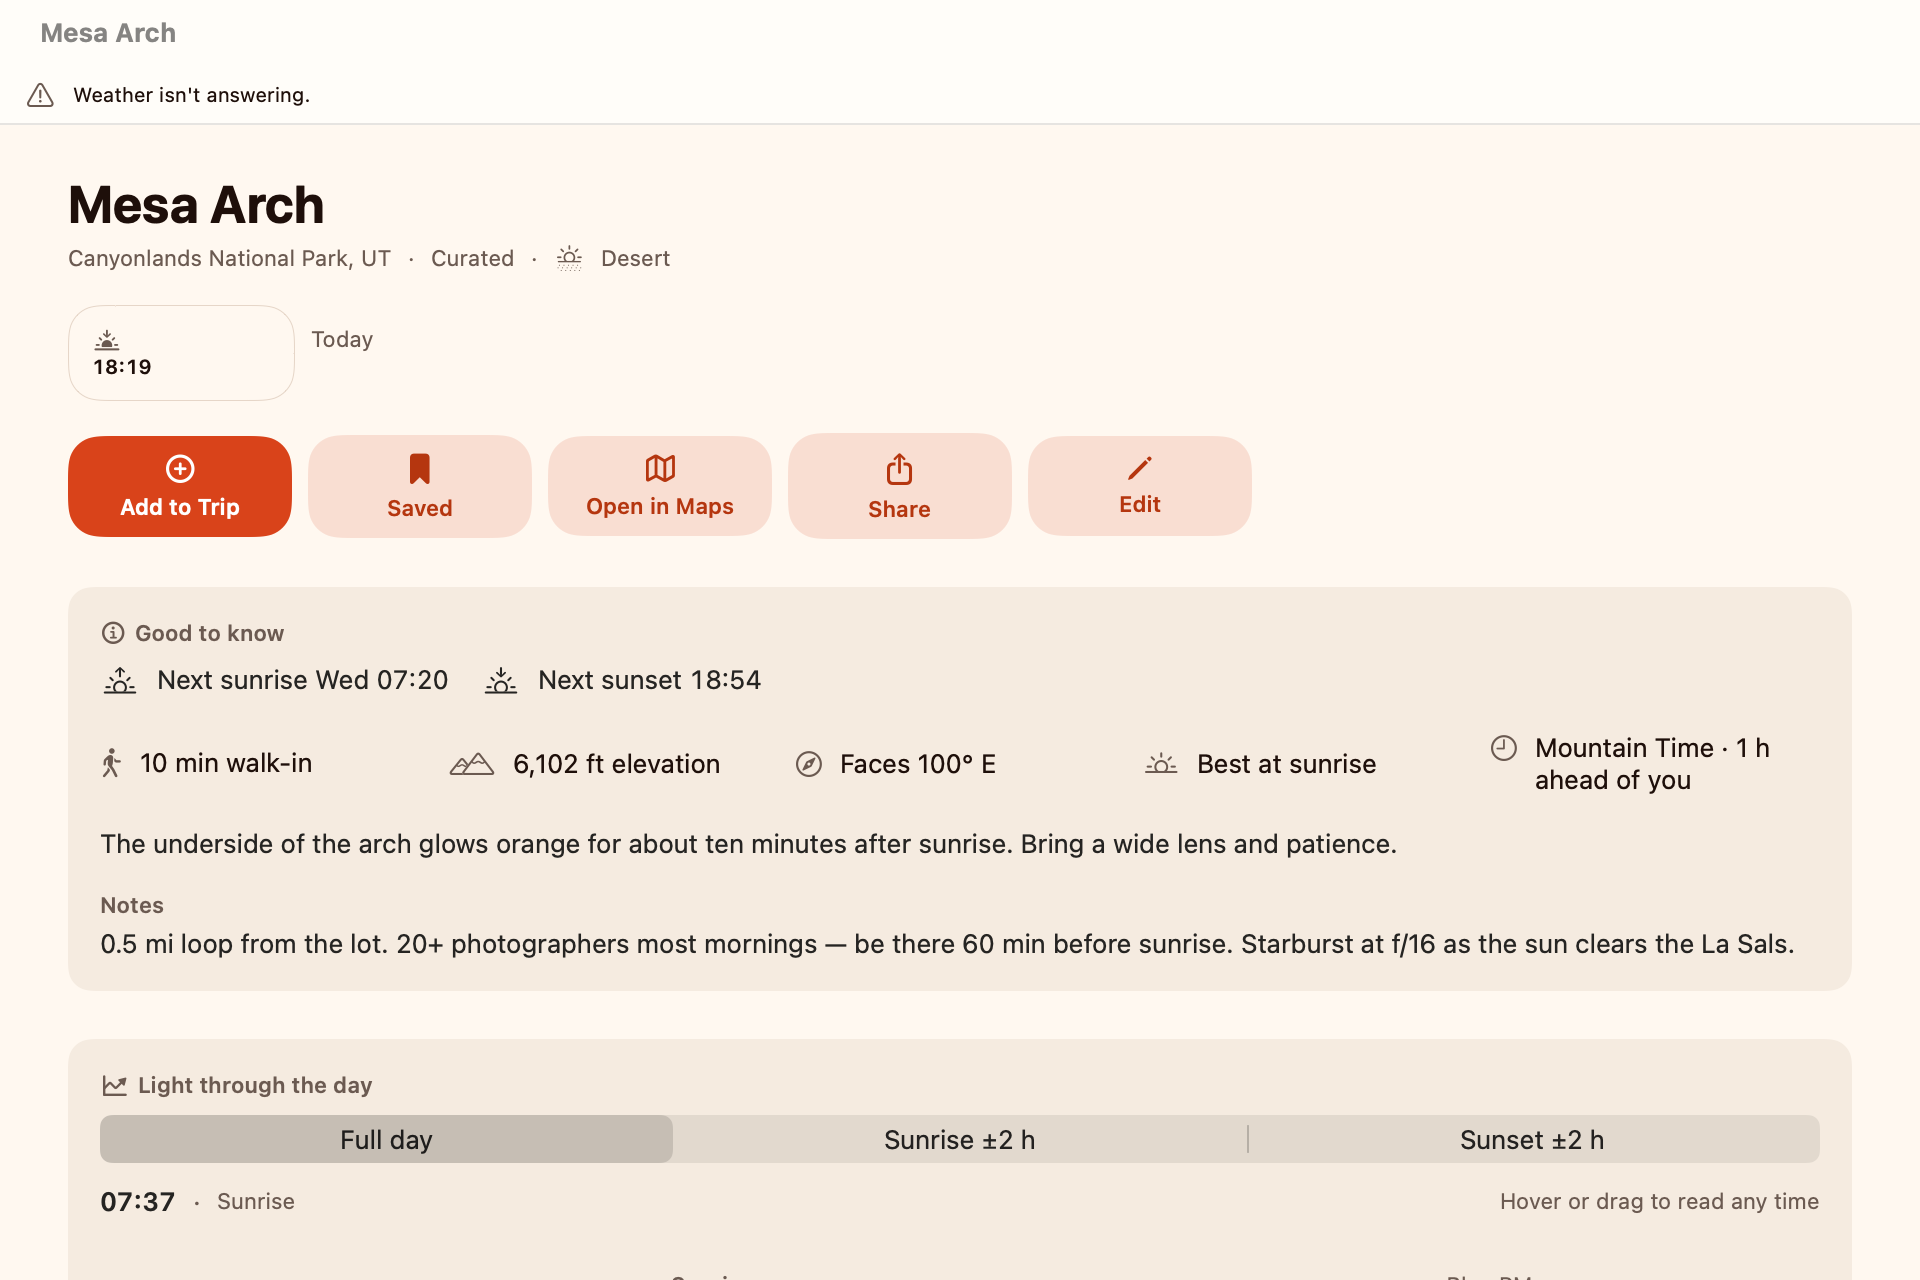 Mesa Arch
Weather isn't answering.
Mesa Arch
Canyonlands National Park, UT · Curated · Desert
18:19
Today
Add to Trip
Saved
Open in Maps
Share
Edit
Good to know
Next sunrise Wed 07:20
Next sunset 18:54
10 min walk-in
6,102 ft elevation
Faces 100° E
Best at sunrise
Mountain Time · 1 h
ahead of you
The underside of the arch glows orange for about ten minutes after sunrise. Bring a wide lens and patience.
Notes
0.5 mi loop from the lot. 20+ photographers most mornings — be there 60 min before sunrise. Starburst at f/16 as the sun clears the La Sals.
Light through the day
Full day
Sunrise ±2 h
Sunset ±2 h
07:37 · Sunrise
Hover or drag to read any time